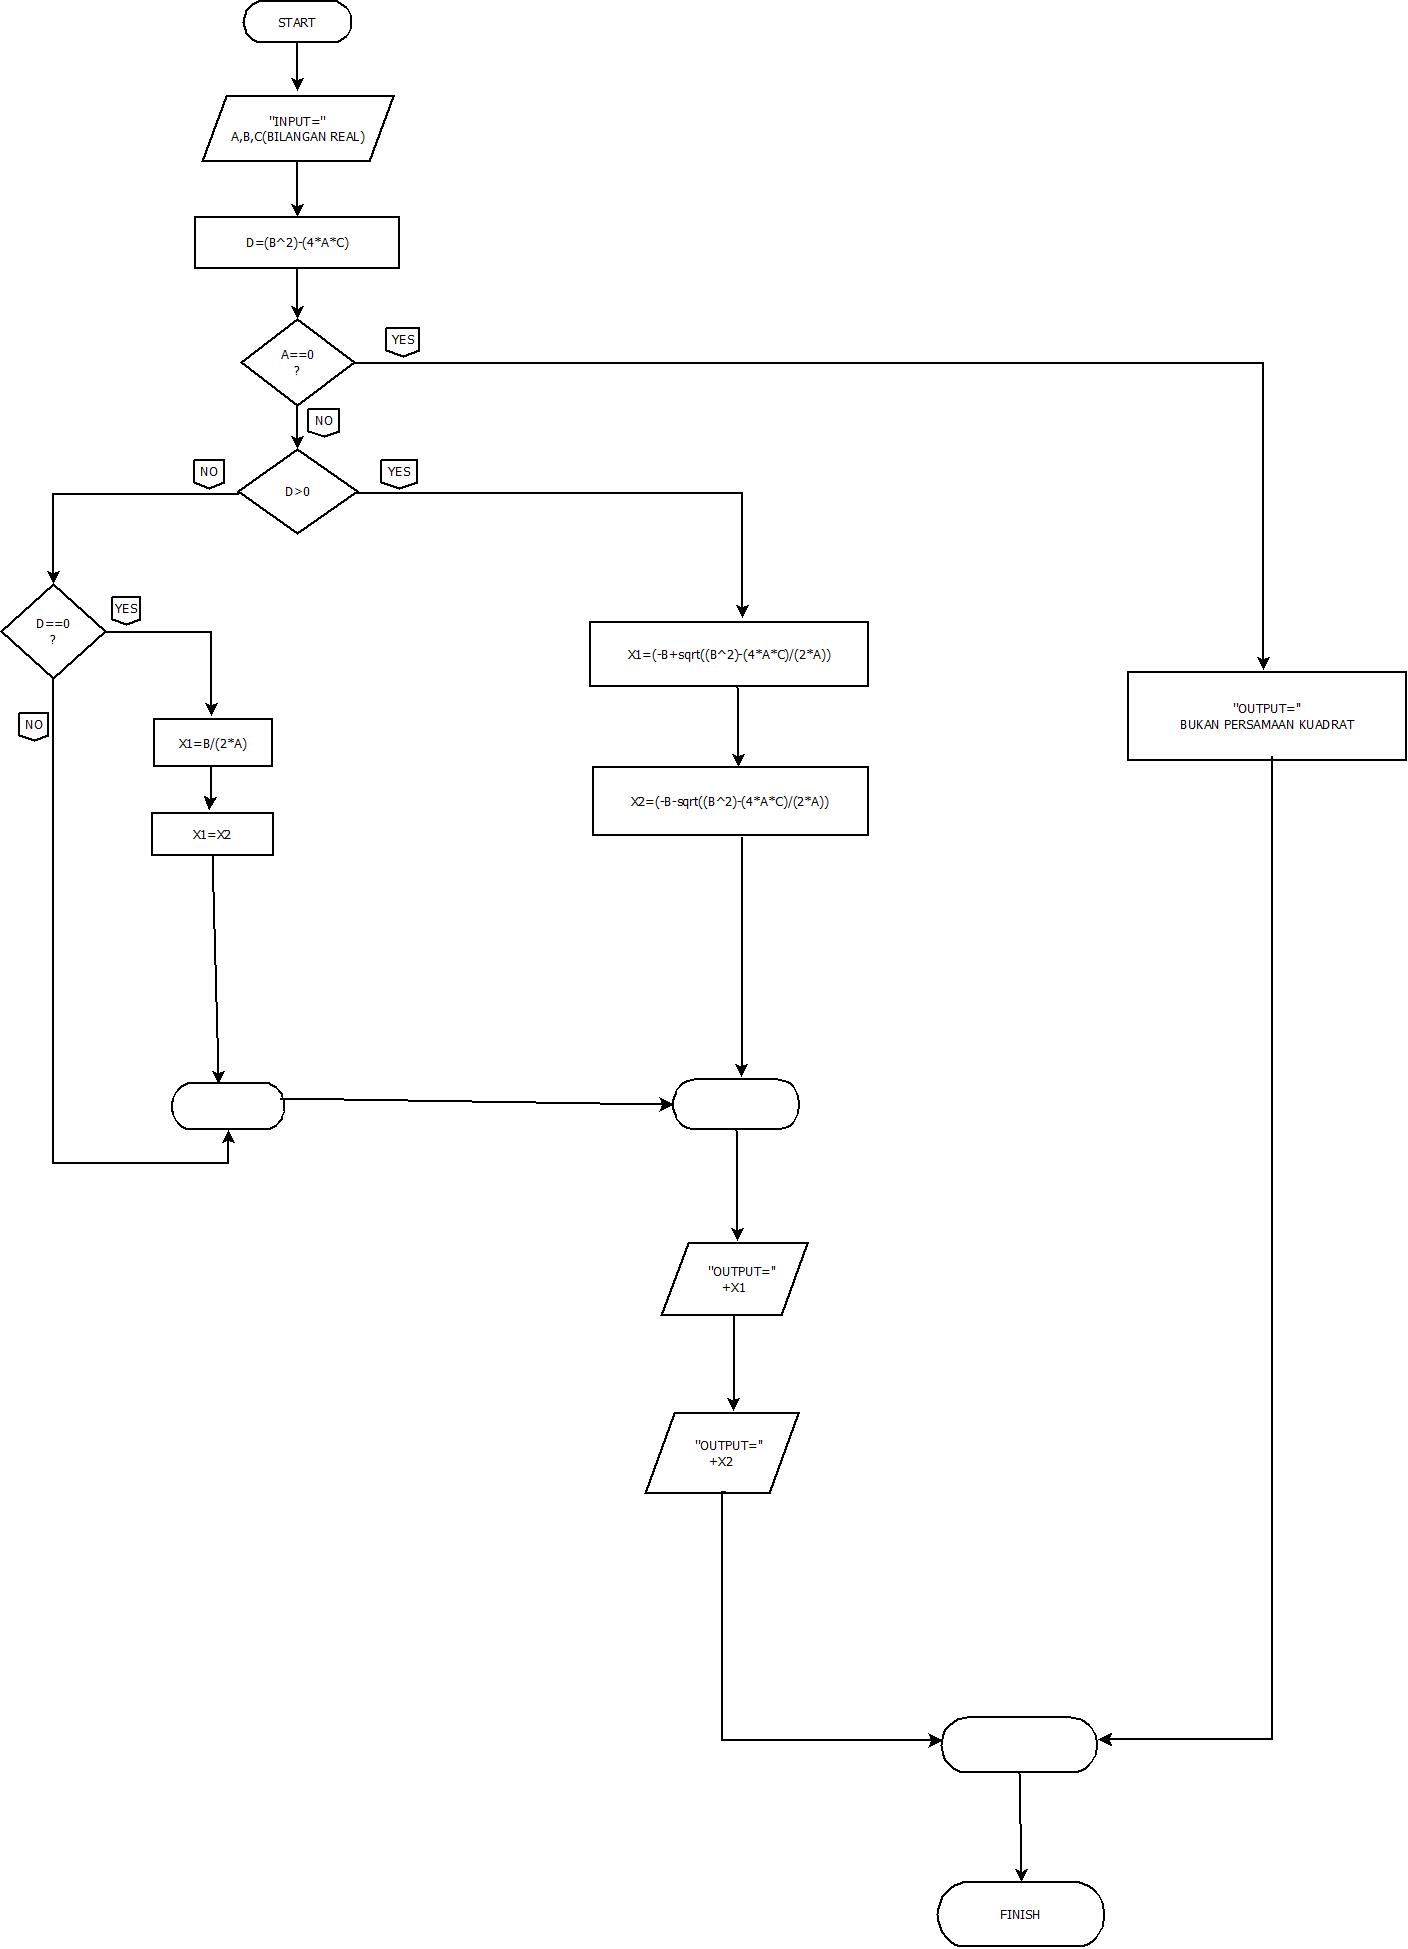 START
"INPUT="
A,B,C(BILANGAN REAL)
D=(B^2)-(4*A*C)
A==0
?
YES
NO
D>0
NO
YES
D==0
?
YES
NO
X1=B/(2*A)
X1=X2
X1=(-B+sqrt((B^2)-(4*A*C)/(2*A))
X2=(-B-sqrt((B^2)-(4*A*C)/(2*A))
"OUTPUT="
BUKAN PERSAMAAN KUADRAT
"OUTPUT="
+X1
"OUTPUT="
+X2
FINISH